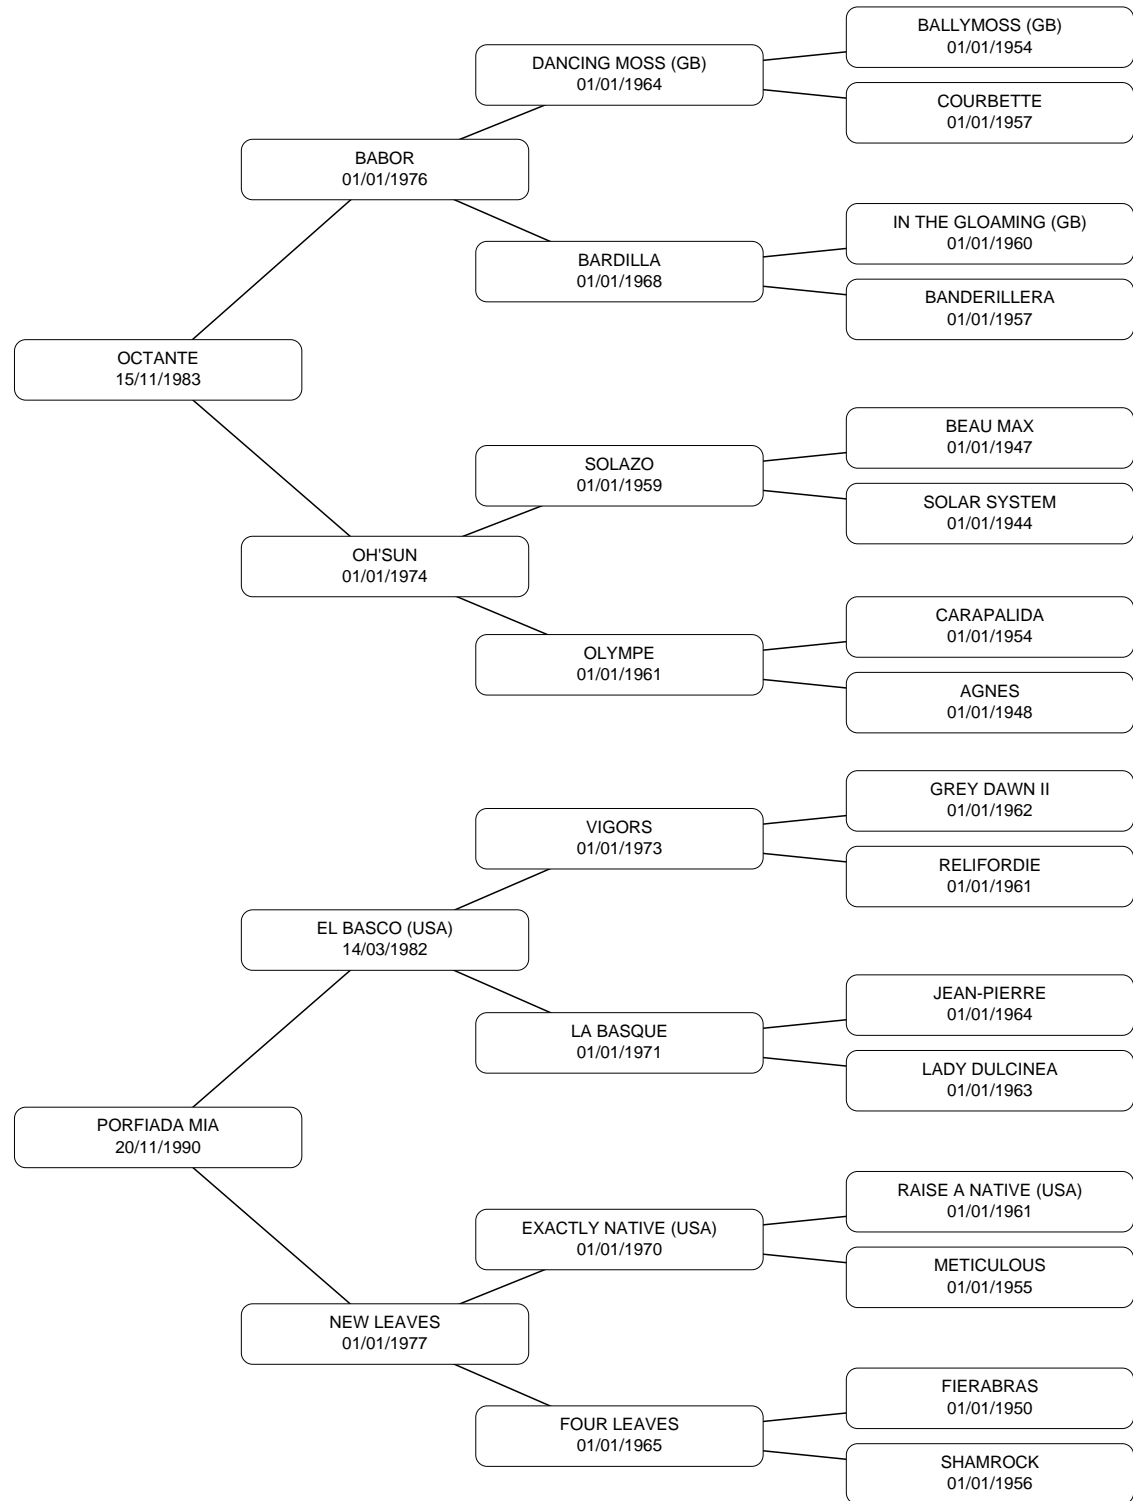 BALLYMOSS (GB)
01/01/1954
DANCING MOSS (GB)
01/01/1964
COURBETTE
01/01/1957
BABOR
01/01/1976
IN THE GLOAMING (GB)
01/01/1960
BARDILLA
01/01/1968
BANDERILLERA
01/01/1957
OCTANTE
15/11/1983
BEAU MAX
01/01/1947
SOLAZO
01/01/1959
SOLAR SYSTEM
01/01/1944
OH'SUN
01/01/1974
CARAPALIDA
01/01/1954
OLYMPE
01/01/1961
AGNES
01/01/1948
GREY DAWN II
01/01/1962
VIGORS
01/01/1973
RELIFORDIE
01/01/1961
EL BASCO (USA)
14/03/1982
JEAN-PIERRE
01/01/1964
LA BASQUE
01/01/1971
LADY DULCINEA
01/01/1963
PORFIADA MIA
20/11/1990
RAISE A NATIVE (USA)
01/01/1961
EXACTLY NATIVE (USA)
01/01/1970
METICULOUS
01/01/1955
NEW LEAVES
01/01/1977
FIERABRAS
01/01/1950
FOUR LEAVES
01/01/1965
SHAMROCK
01/01/1956